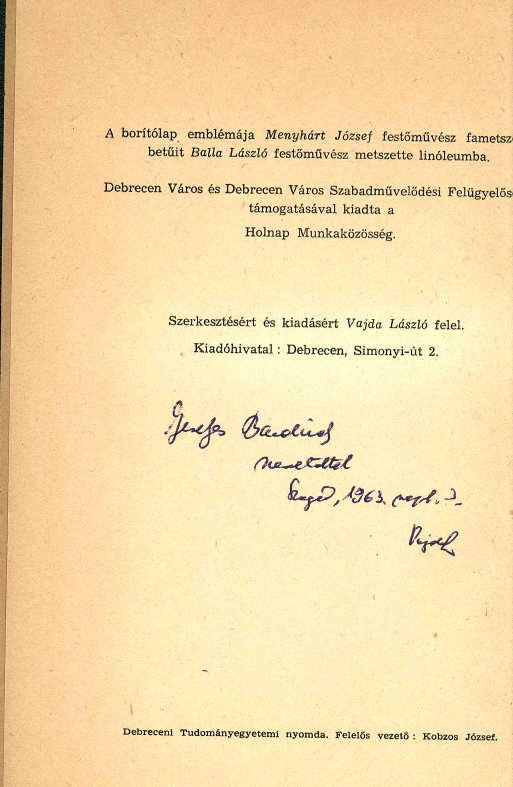 A borítólap emblémája Menyhárt József festőművész fametsz
betűit Balla László festőművész metszette linóleumba.
Debrecen Város és Debrecen Város Szabadművelődési Felügyelős
támogatásával kiadta a
Holnap Munkaközösség.
Szerkesztésért és kiadásért Vajda László felel.
Kiadóhivatal : Debrecen, Simonyi-út 2.
szeretettel
Szeged, 1963. szept. 3.
Debreceni Tudományegyetemi nyomda. Felelős vezető : Kobzos József.